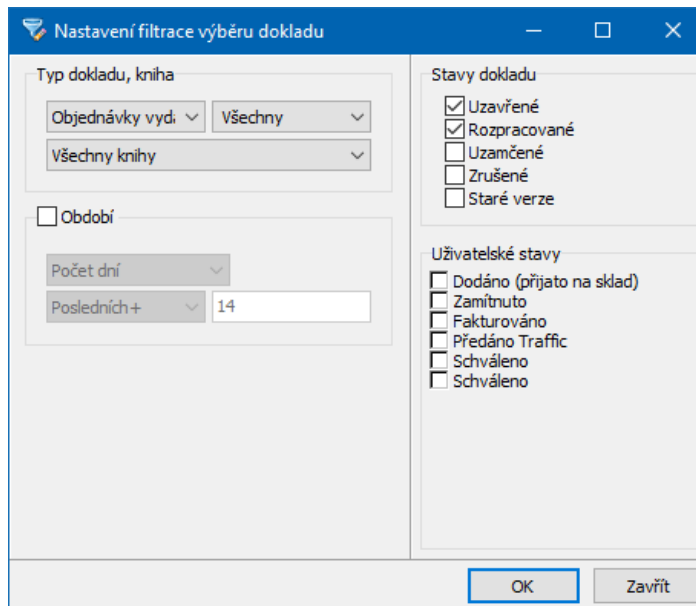 Nastavení filtrace výběru dokladu
Typ dokladu, kniha
Objednávky vydi
Všechny
Všechny knihy
Období
Počet dní
Posledních+
14
Stavy dokladu
Uzavřené
Rozpracované
Uzamčené
Zrušené
Staré verze
Uživatelské stavy
Dodáno (přijato na sklad)
Zamítnuto
Fakturováno
Předáno Traffic
Schváleno
Schváleno
OK
Zavřít